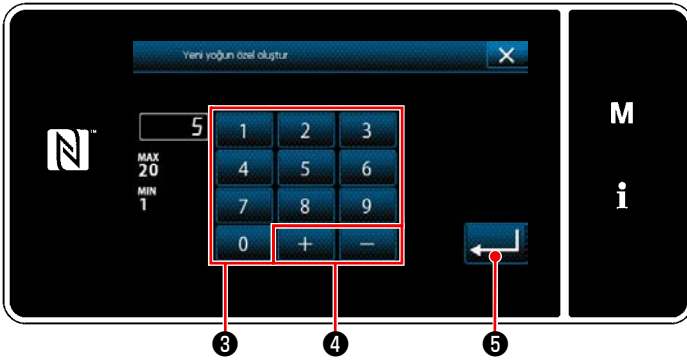 Yeni yoğun özel oluştur
M
5
1 2 3
MAX
20
4 5 6
MIN
1
7 8 9
i
0 + −
❸ ❹ ❺